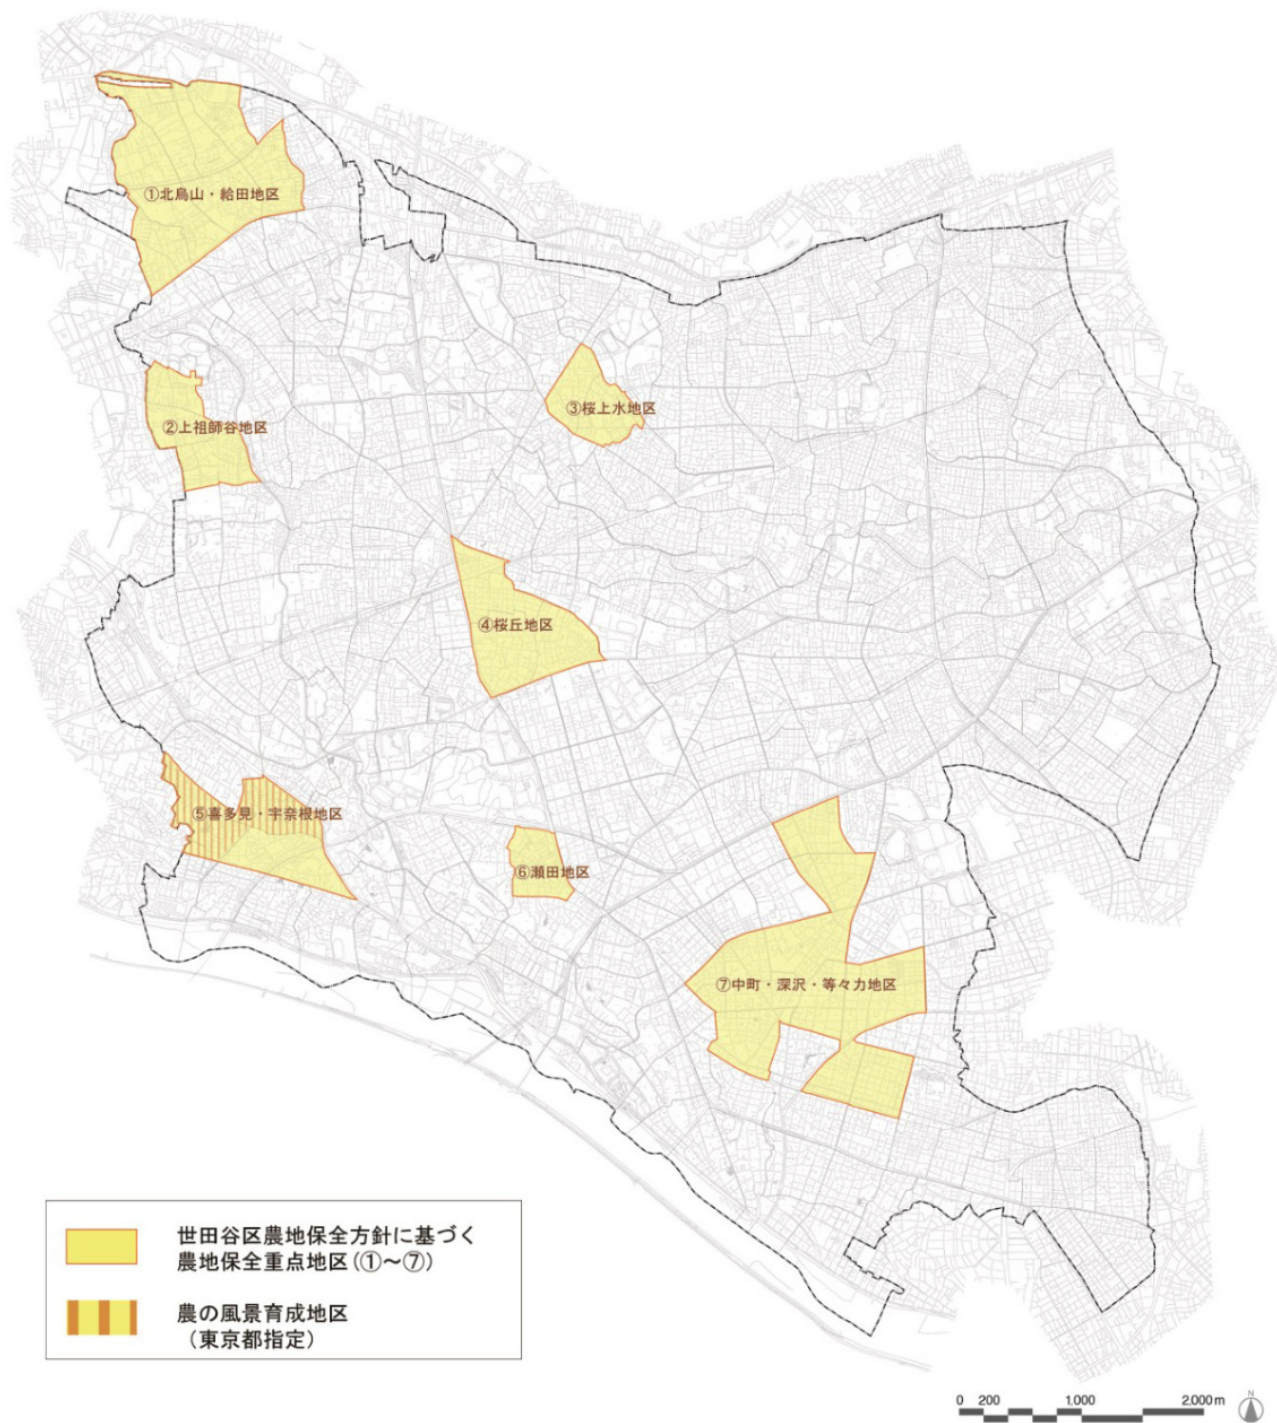 ①北烏山・給田地区
②上祖師谷地区
③桜上水地区
④桜丘地区
⑤喜多見・宇奈根地区
⑥瀬田地区
⑦中町・深沢・等々力地区
世田谷区農地保全方針に基づく
農地保全重点地区(①～⑦)
農の風景育成地区
(東京都指定)
0 200 1,000 2,000m
N